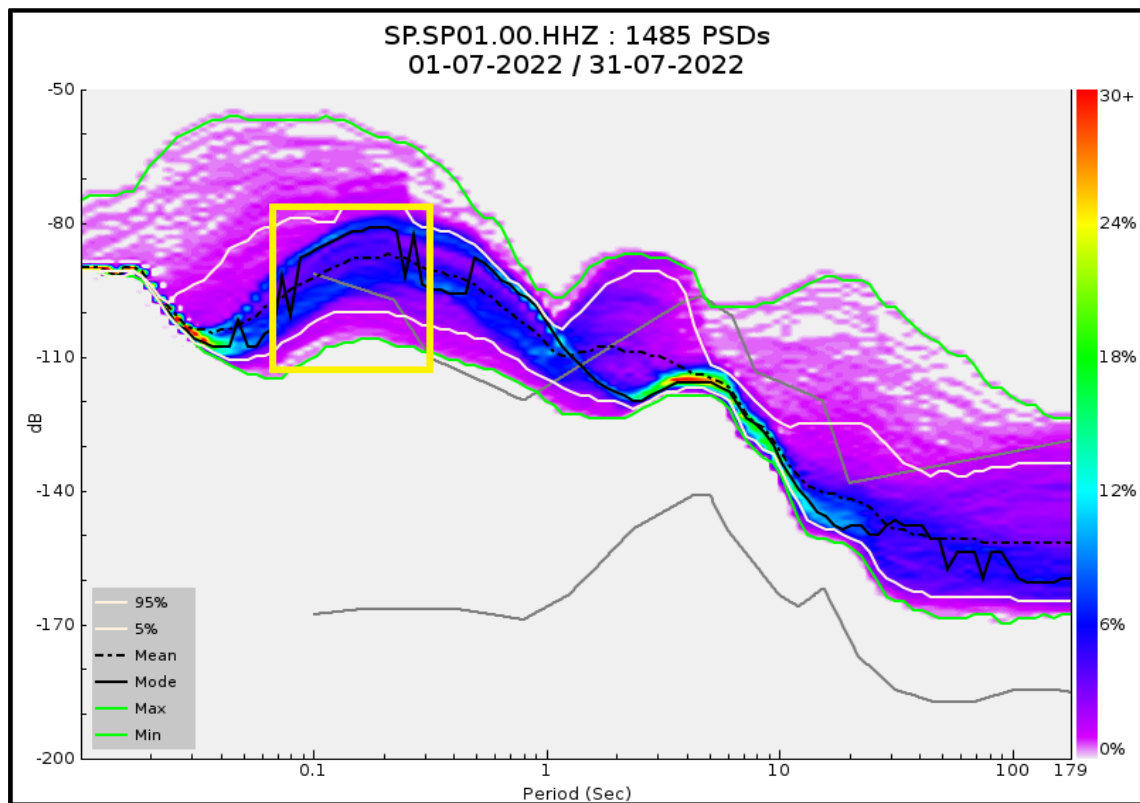 SP.SP01.00.HHZ : 1485 PSDs
01-07-2022 / 31-07-2022
-50
-80
-110
-140
-170
-200
dB
30+
24%
18%
12%
6%
0%
95%
5%
Mean
Mode
Max
Min
0.1
1
10
100
179
Period (Sec)